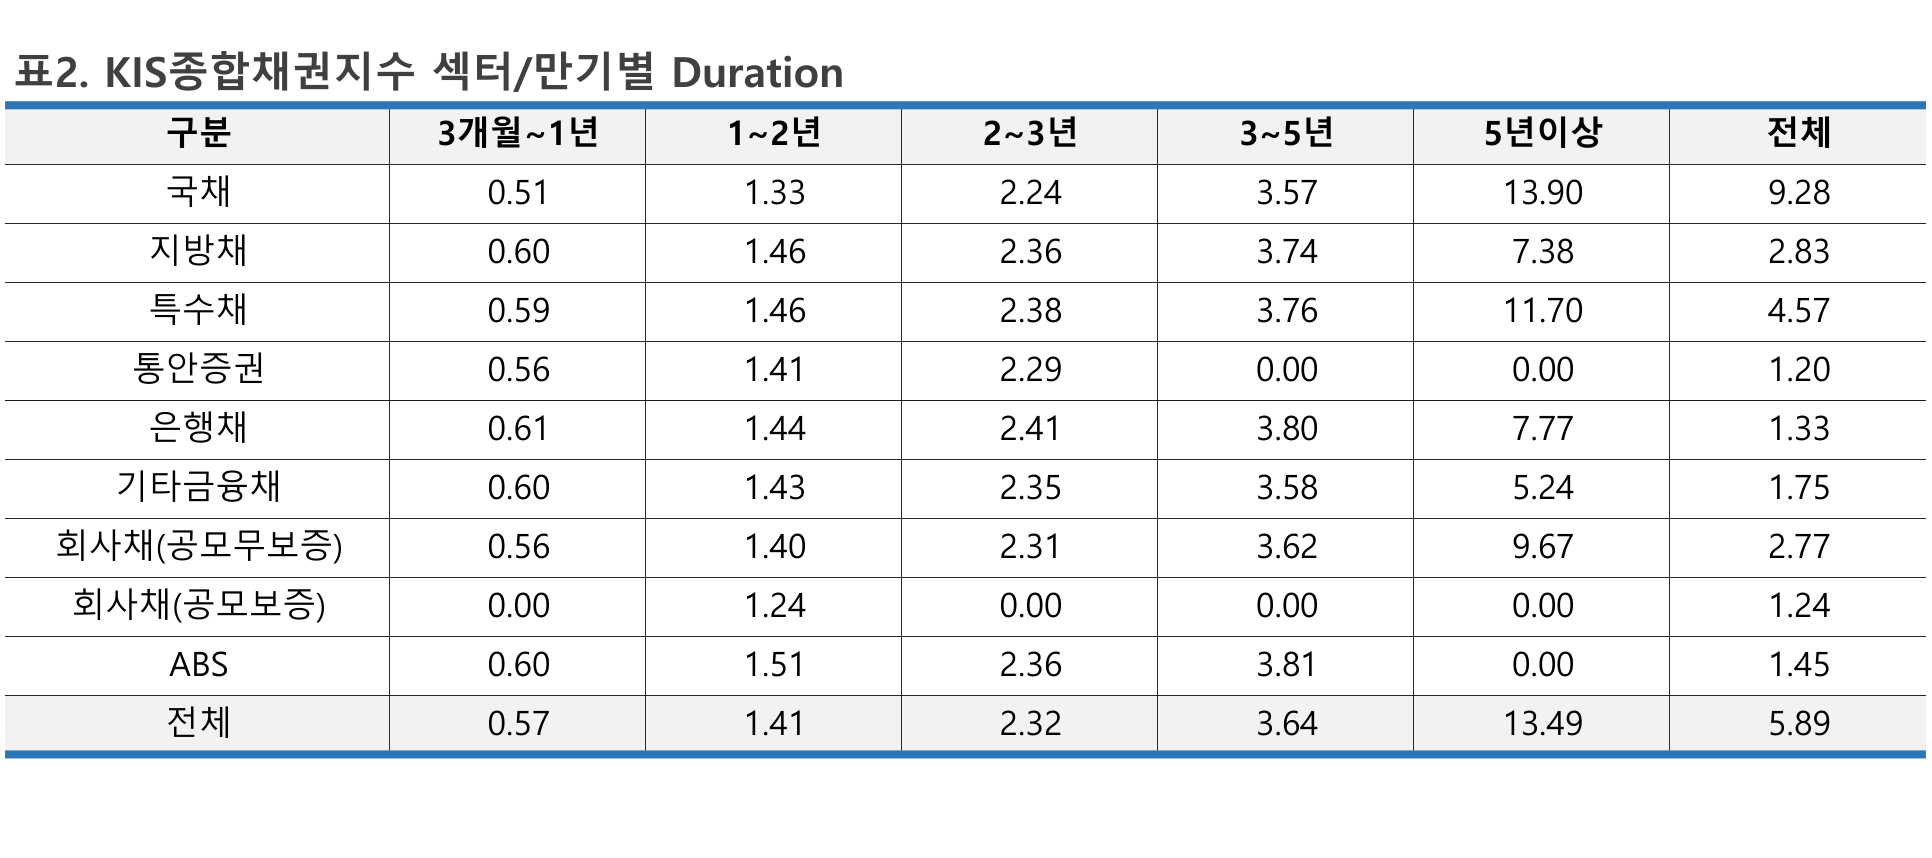 표2. KIS종합채권지수 섹터/만기별 Duration
구분 3개월~1년 1~2년 2~3년 3~5년 5년이상 전체
국채 0.51 1.33 2.24 3.57 13.90 9.28
지방채 0.60 1.46 2.36 3.74 7.38 2.83
특수채 0.59 1.46 2.38 3.76 11.70 4.57
통안증권 0.56 1.41 2.29 0.00 0.00 1.20
은행채 0.61 1.44 2.41 3.80 7.77 1.33
기타금융채 0.60 1.43 2.35 3.58 5.24 1.75
회사채(공모무보증) 0.56 1.40 2.31 3.62 9.67 2.77
회사채(공모보증) 0.00 1.24 0.00 0.00 0.00 1.24
ABS 0.60 1.51 2.36 3.81 0.00 1.45
전체 0.57 1.41 2.32 3.64 13.49 5.89